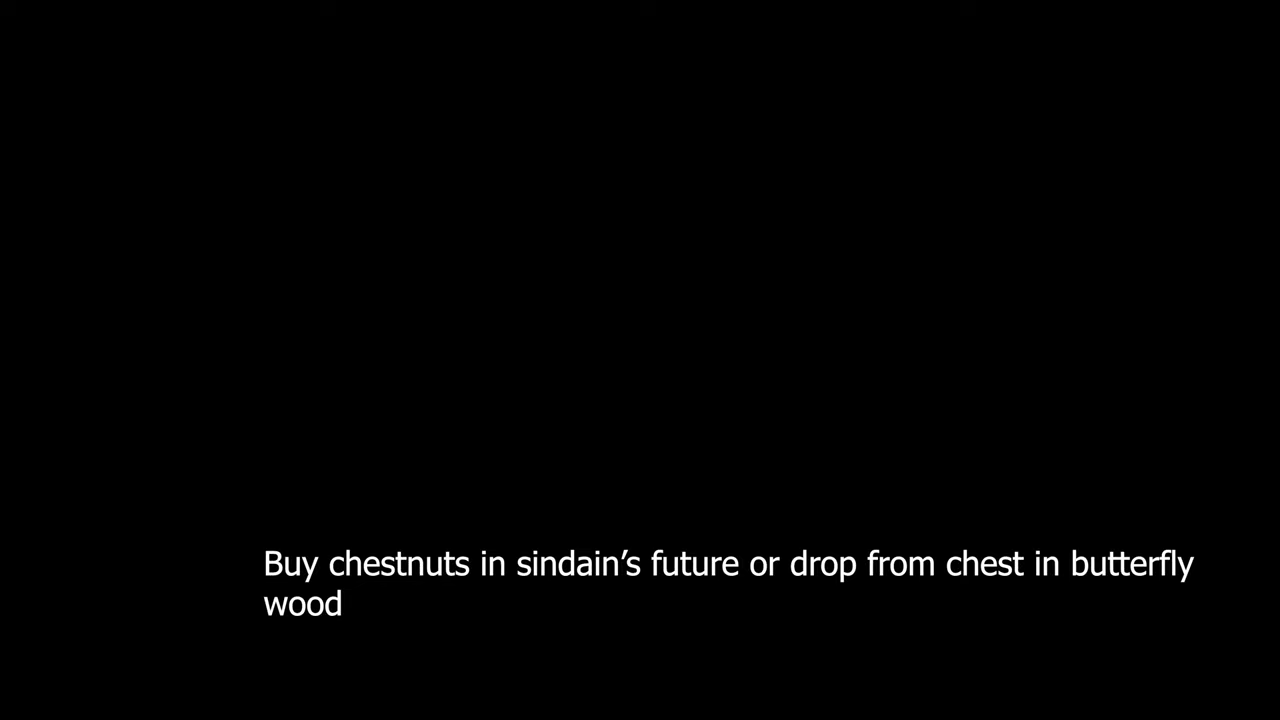 Buy chestnuts in sindain’s future or drop from chest in butterfly
wood